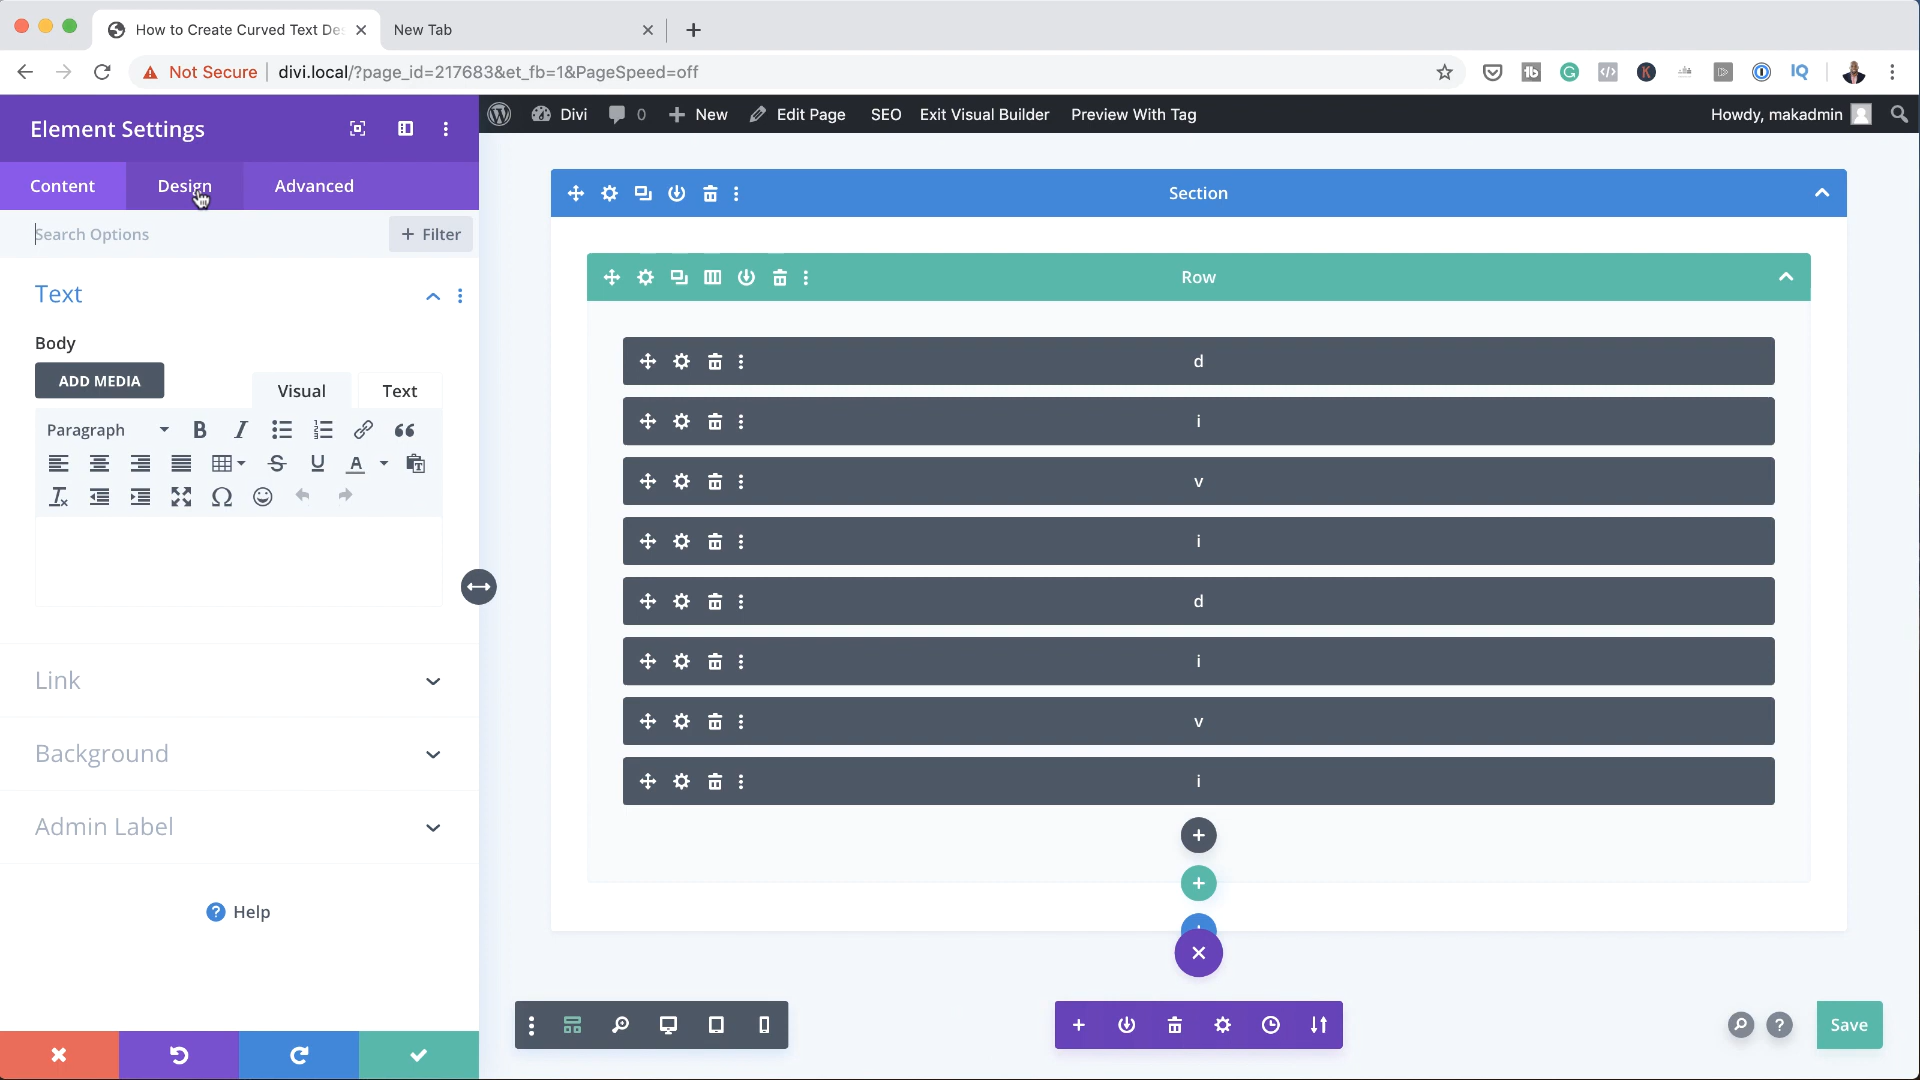 How to Create Curved Text Des
New Tab
Not Secure
divi.local/?page_id=217683&et_fb=1&PageSpeed=off
Element Settings
Divi
0
New
Edit Page
SEO
Exit Visual Builder
Preview With Tag
Howdy, makadmin
Content
Design
Advanced
Search Options
+ Filter
Text
Body
ADD MEDIA
Visual
Text
Paragraph
Link
Background
Admin Label
Help
Section
Row
d
i
v
i
d
i
v
i
Save